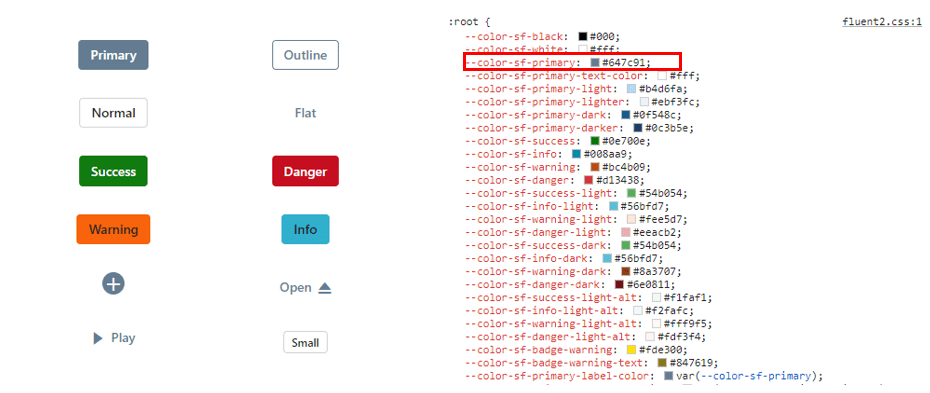 Primary
Outline
Normal
Flat
Success
Danger
Warning
Info
Open
Play
Small
:root {
fluent2.css:1
--color-sf-black: #000;
--color-sf-white: #fff;
--color-sf-primary: #647c91;
--color-sf-primary-text-color: #fff;
--color-sf-primary-light: #b4d6fa;
--color-sf-primary-lighter: #ebf3fc;
--color-sf-primary-dark: #0f548c;
--color-sf-primary-darker: #0c3b5e;
--color-sf-success: #0e700e;
--color-sf-info: #008aa9;
--color-sf-warning: #bc4b09;
--color-sf-danger: #d13438;
--color-sf-success-light: #54b054;
--color-sf-info-light: #56bfd7;
--color-sf-warning-light: #fee5d7;
--color-sf-danger-light: #eeacb2;
--color-sf-success-dark: #54b054;
--color-sf-info-dark: #56bfd7;
--color-sf-warning-dark: #8a3707;
--color-sf-danger-dark: #6e0811;
--color-sf-success-light-alt: #f1faf1;
--color-sf-info-light-alt: #f2fafc;
--color-sf-warning-light-alt: #fff9f5;
--color-sf-danger-light-alt: #fdf3f4;
--color-sf-badge-warning: #fde300;
--color-sf-badge-warning-text: #847619;
--color-sf-primary-label-color: var(--color-sf-primary);